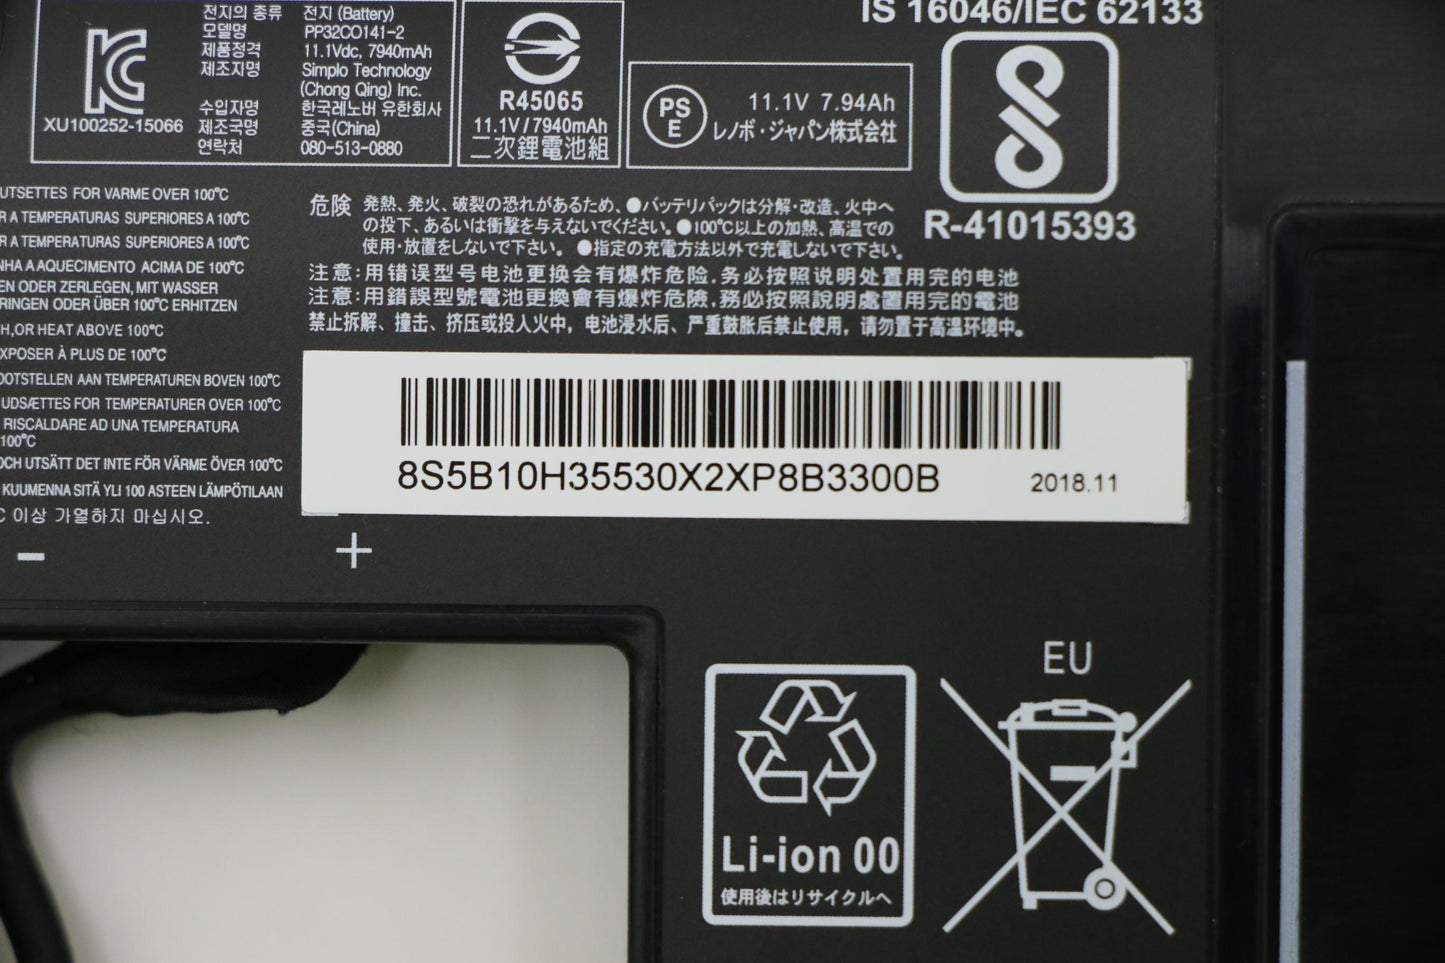 IS 16046/IEC 62133
전지의 종류 전지 (Battery)
모델명 PP32CO141-2
제품정격 11.1Vdc, 7940mAh
제조지명 Simplo Technology
(Chong Qing) Inc.
수입자명 한국레노버 유한회사
제조국명 중국(China)
연락처 080-513-0880
XU100252-15066
R45065
11.1V/7940mAh
二次鋰電池組
PS
E
11.1V 7.94Ah
レノボ・ジャパン株式会社
R-41015393
UTSETTES FOR VARME OVER 100°C
R A TEMPERATURAS SUPERIORES A 100°C
R A TEMPERATURAS SUPERIORES A 100°C
NHA A AQUECIMENTO ACIMA DE 100°C
EN ODER ZERLEGEN, MIT WASSER
RINGEN ODER ÜBER 100°C ERHITZEN
H,OR HEAT ABOVE 100°C
XPOSER À PLUS DE 100°C
OOTSTELLEN AAN TEMPERATUREN BOVEN 100°C
UDSÆTTES FOR TEMPERATURER OVER 100°C
RISCALDARE AD UNA TEMPERATURA
100°C
OCH UTSÄTT DET INTE FÖR VÄRME ÖVER 100°C
KUUMENNA SITÄ YLI 100 ASTEEN LÄMPÖTILAAN
C 이상 가열하지 마십시오.
危険 発熱、発火、破裂の恐れがあるため、●バッテリパックは分解・改造、火中へ
の投下、あるいは衝撃を与えないでください。●100°C以上の加熱、高温での
使用・放置をしないで下さい。 ●指定の充電方法以外で充電しないで下さい。
注意:用错误型号电池更换会有爆炸危险.务必按照说明处置用完的电池
注意:用錯誤型號電池更換會有爆炸危險.務必按照說明處置用完的電池
禁止拆解、撞击、挤压或投入火中，电池浸水后、严重鼓胀后禁止使用，请勿置于高温环境中。
8S5B10H35530X2XP8B3300B 2018.11
− +
EU
Li-ion 00
使用後はリサイクルへ